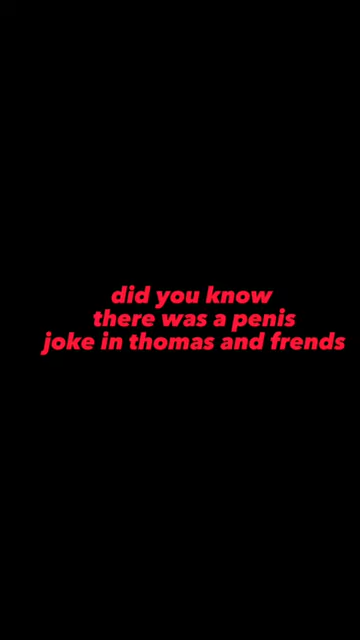 did you know
there was a penis
joke in thomas and frends